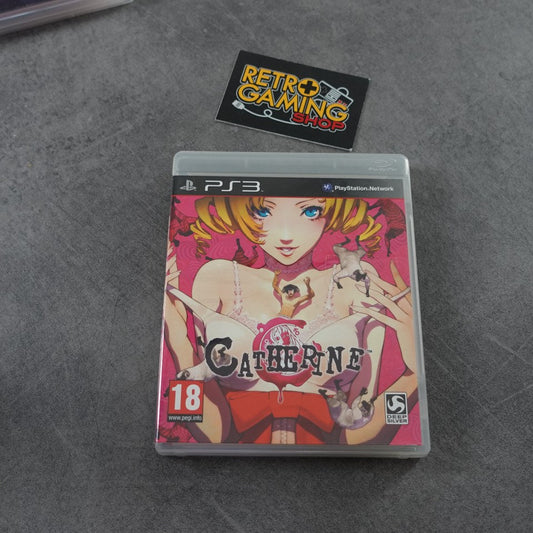 RETRO
GAMING
SHOP
PS3
PlayStation Network
CATHERINE
18
www.pegi.info
DEEP
SILVER